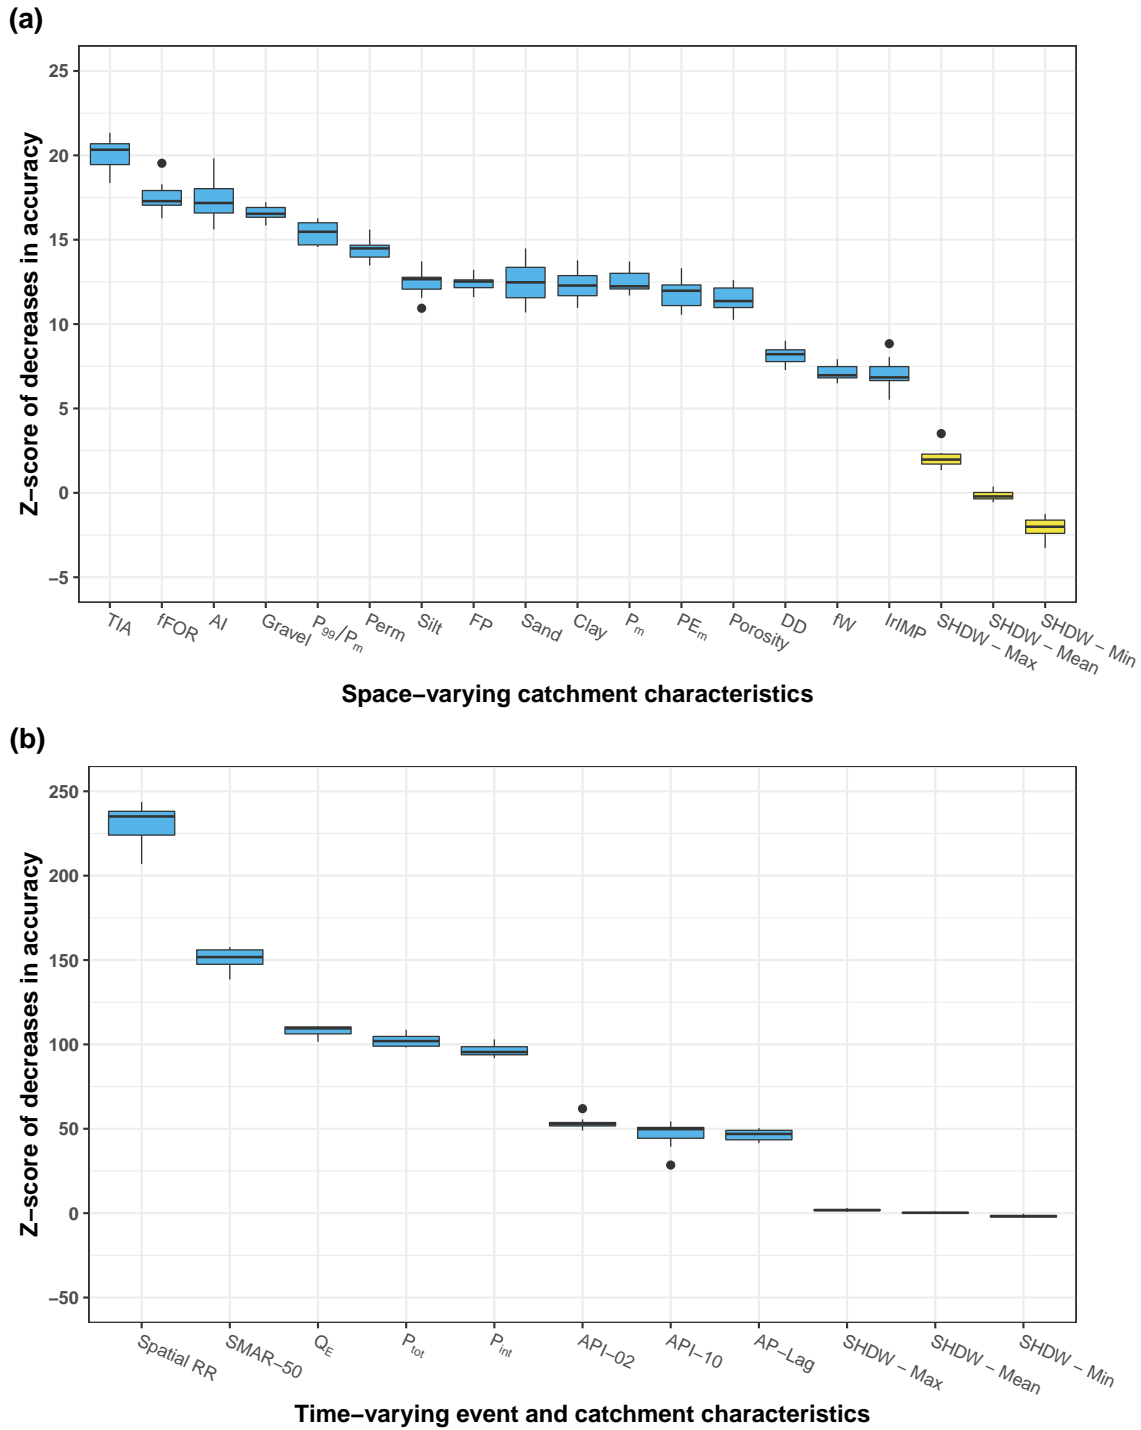 (a)
Z−score of decreases in accuracy
25
20
15
10
5
0
−5
TIA
fFOR
AI
Gravel
P99/Pm
Perm
Silt
FP
Sand
Clay
Pm
PEm
Porosity
DD
fW
IrIMP
SHDW − Max
SHDW − Mean
SHDW − Min
Space−varying catchment characteristics
(b)
Z−score of decreases in accuracy
250
200
150
100
50
0
−50
Spatial RR
SMAR−50
QE
Ptot
Pint
API−02
API−10
AP−Lag
SHDW − Max
SHDW − Mean
SHDW − Min
Time−varying event and catchment characteristics